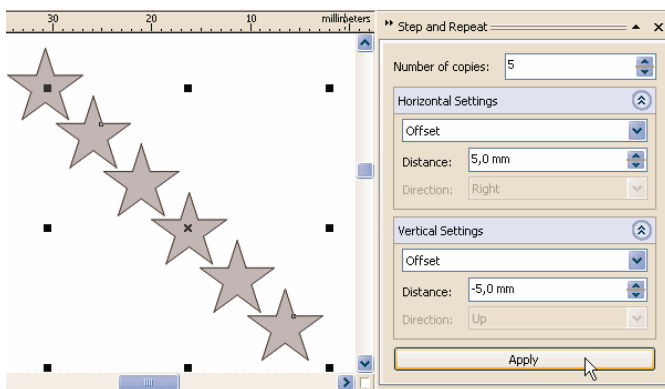 30 20 10 millimeters
Step and Repeat
Number of copies: 5
Horizontal Settings
Offset
Distance: 5,0 mm
Direction: Right
Vertical Settings
Offset
Distance: -5,0 mm
Direction: Up
Apply